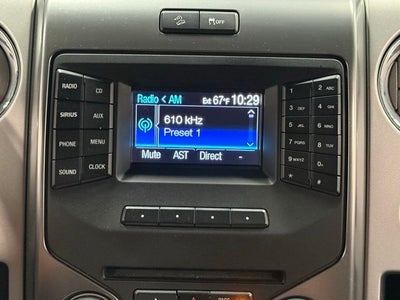 OFF
Radio < AM Ext 67°F 10:29
610 kHz
Preset 1
Mute AST Direct -
RADIO CD
SIRIUS AUX
PHONE MENU
SOUND CLOCK
1 2 ABC
3 DEF 4 GHI
5 JKL 6 MNO
7 PQRS 8 TUV
9 WXYZ 0
* #